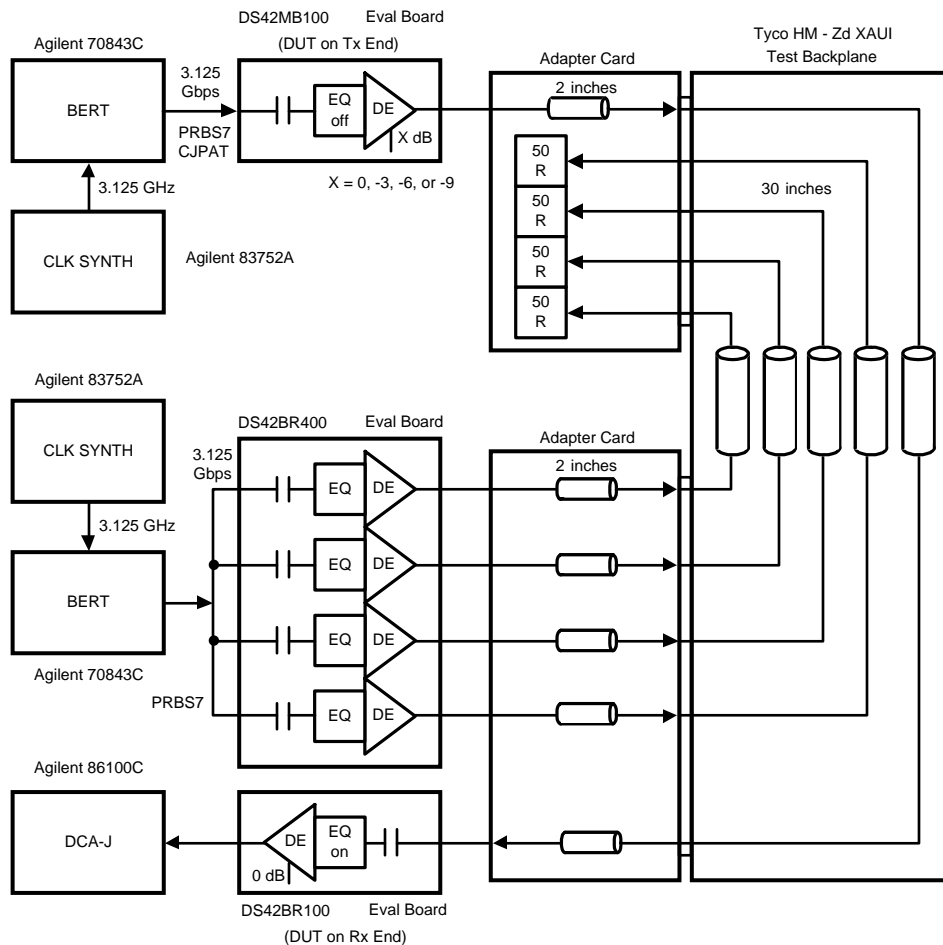 DS42MB100 Eval Board
(DUT on Tx End)
Agilent 70843C
BERT
3.125
Gbps
PRBS7
CJPAT
EQ
off
DE
X dB
X = 0, -3, -6, or -9
3.125 GHz
CLK SYNTH
Agilent 83752A
Adapter Card
2 inches
50
R
50
R
50
R
50
R
Tyco HM - Zd XAUI
Test Backplane
30 inches
Agilent 83752A
CLK SYNTH
3.125 GHz
BERT
Agilent 70843C
DS42BR400 Eval Board
3.125
Gbps
EQ
DE
EQ
DE
EQ
DE
PRBS7
EQ
DE
Adapter Card
2 inches
Agilent 86100C
DCA-J
DE
EQ
on
0 dB
DS42BR100 Eval Board
(DUT on Rx End)